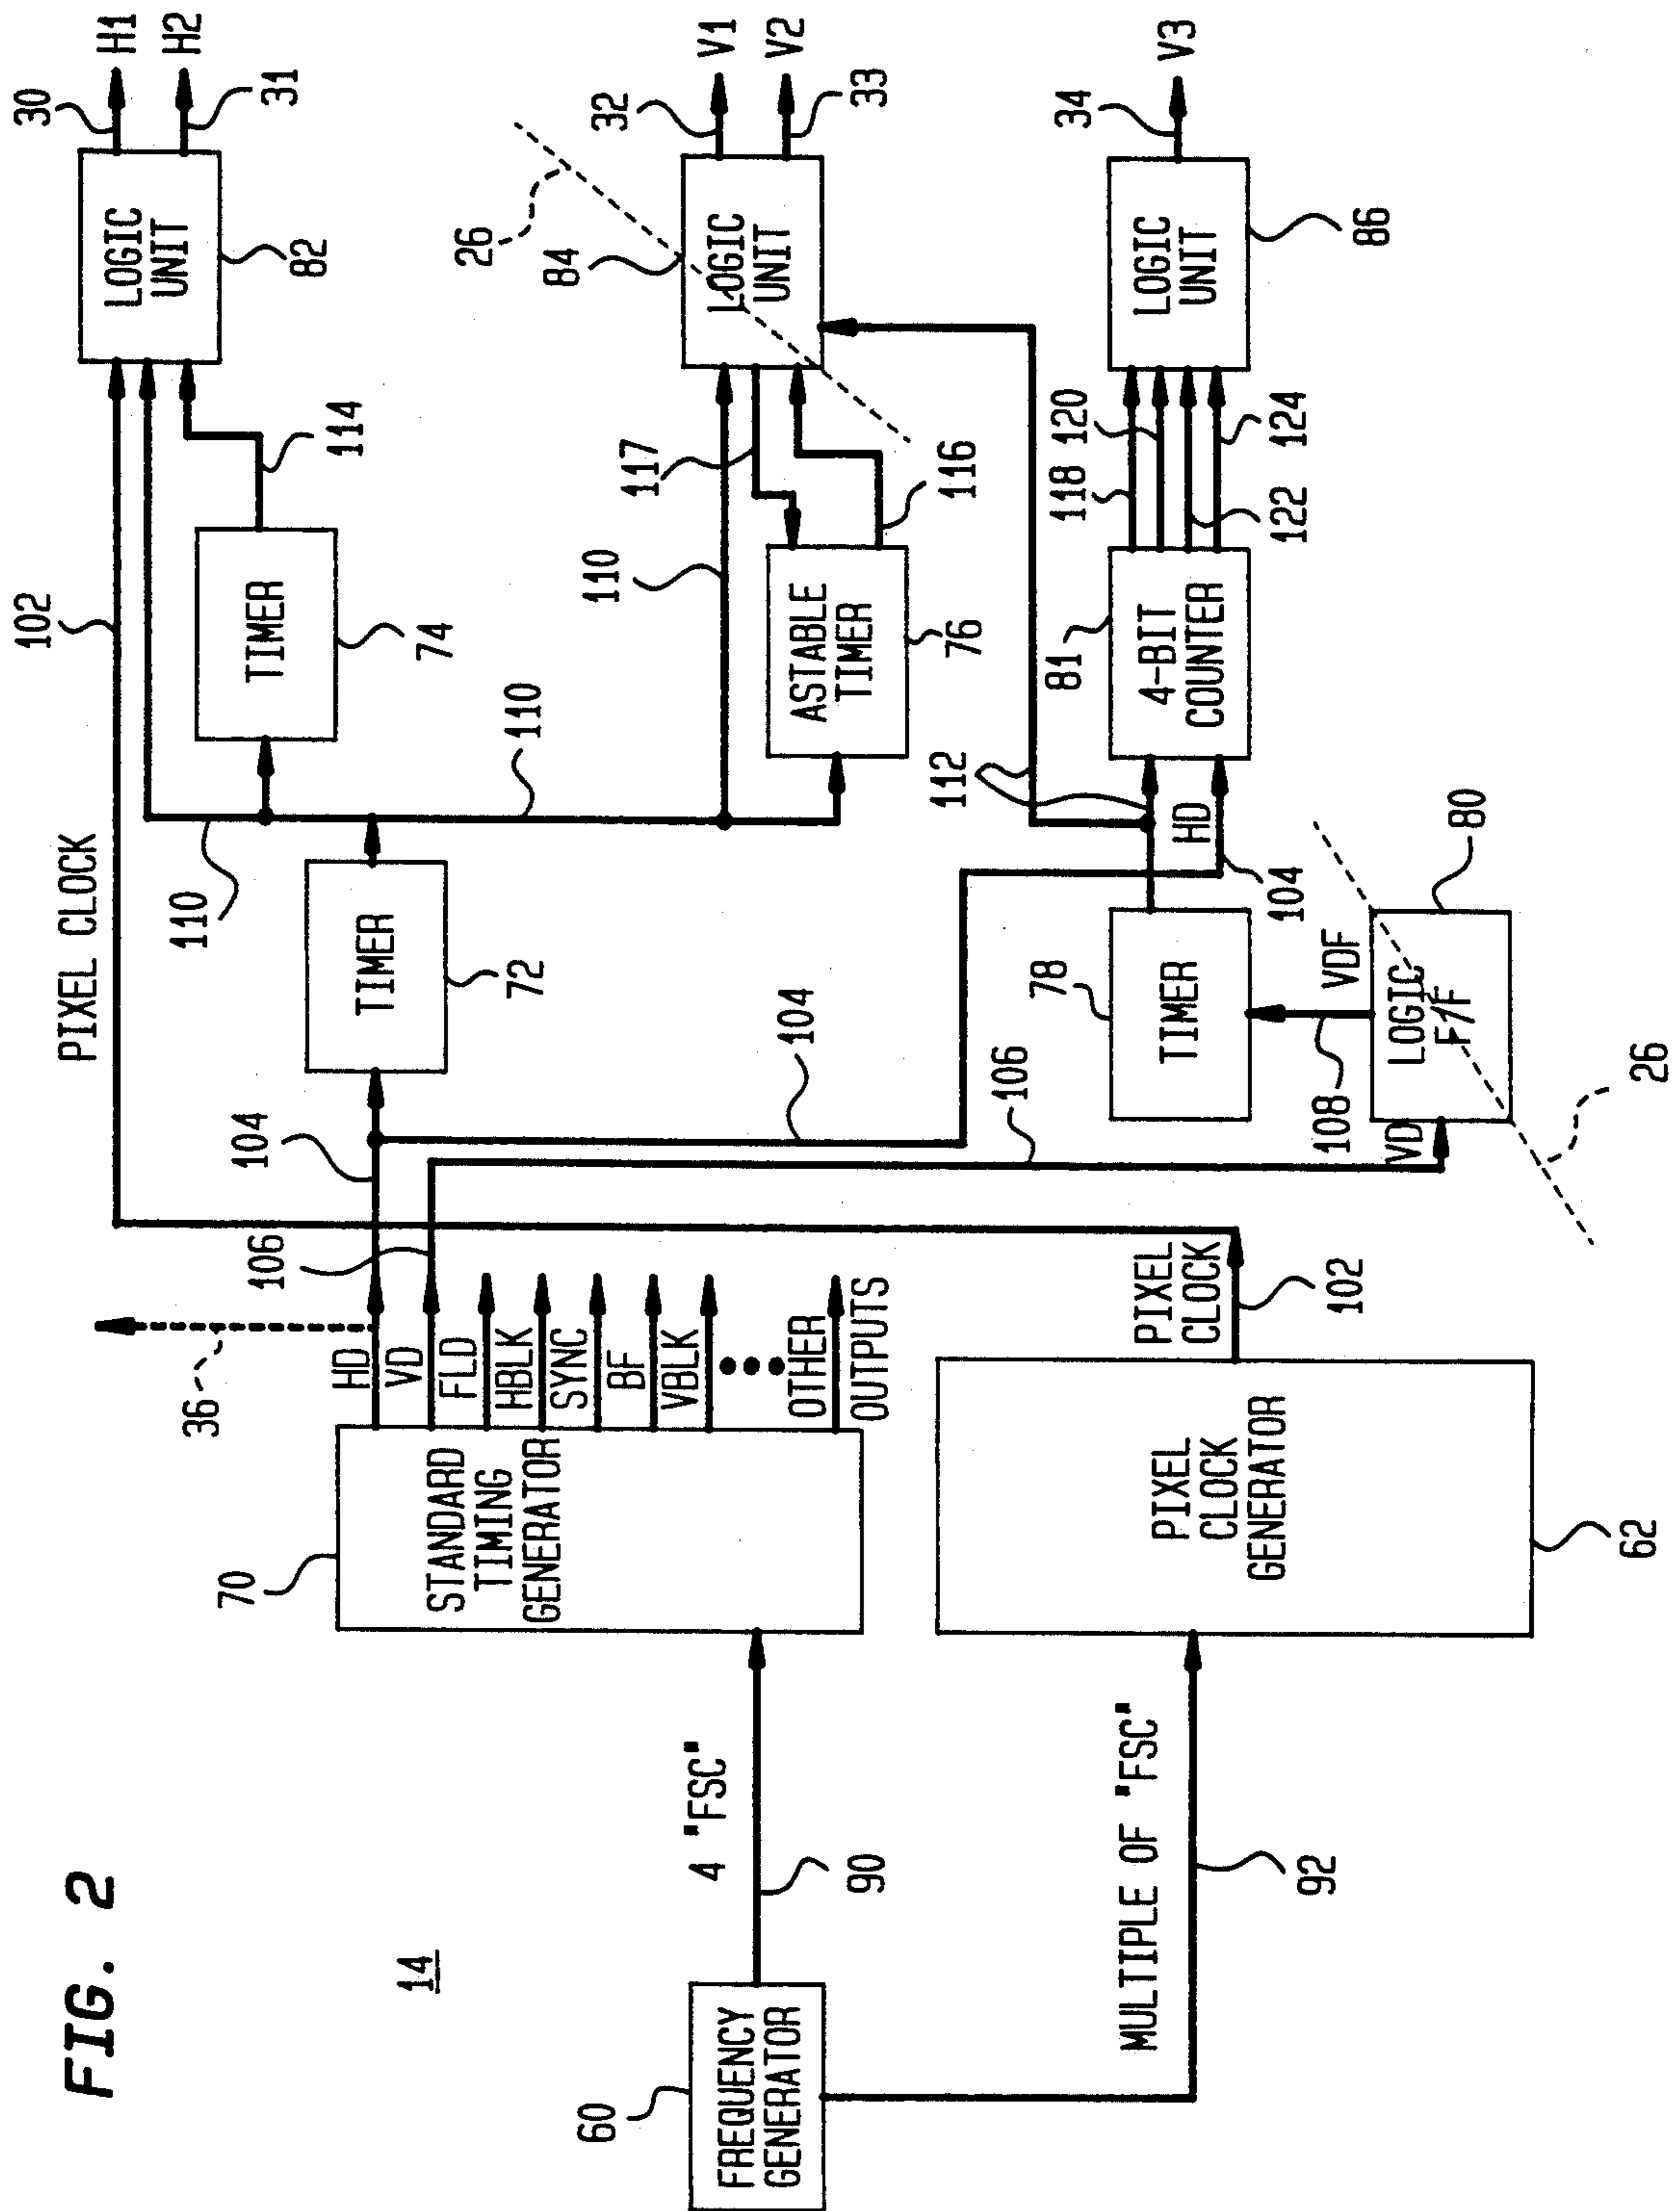 FIG. 2
14
60
FREQUENCY
GENERATOR
4 "FSC"
90
MULTIPLE OF "FSC"
92
70
STANDARD
TIMING
GENERATOR
36
HD
VD
FLD
HBLK
SYNC
BF
VBLK
OTHER
OUTPUTS
PIXEL
CLOCK
GENERATOR
62
PIXEL
CLOCK
102
106
104
PIXEL CLOCK
102
TIMER
72
110
110
TIMER
74
114
LOGIC
UNIT
82
30
H1
31
H2
104
106
110
117
ASTABLE
TIMER
76
116
26
84
LOGIC
UNIT
32
V1
33
V2
VD
LOGIC
F/F
80
26
108
VDF
78
TIMER
112
HD
104
81
4-BIT
COUNTER
118
120
122
124
LOGIC
UNIT
86
34
V3